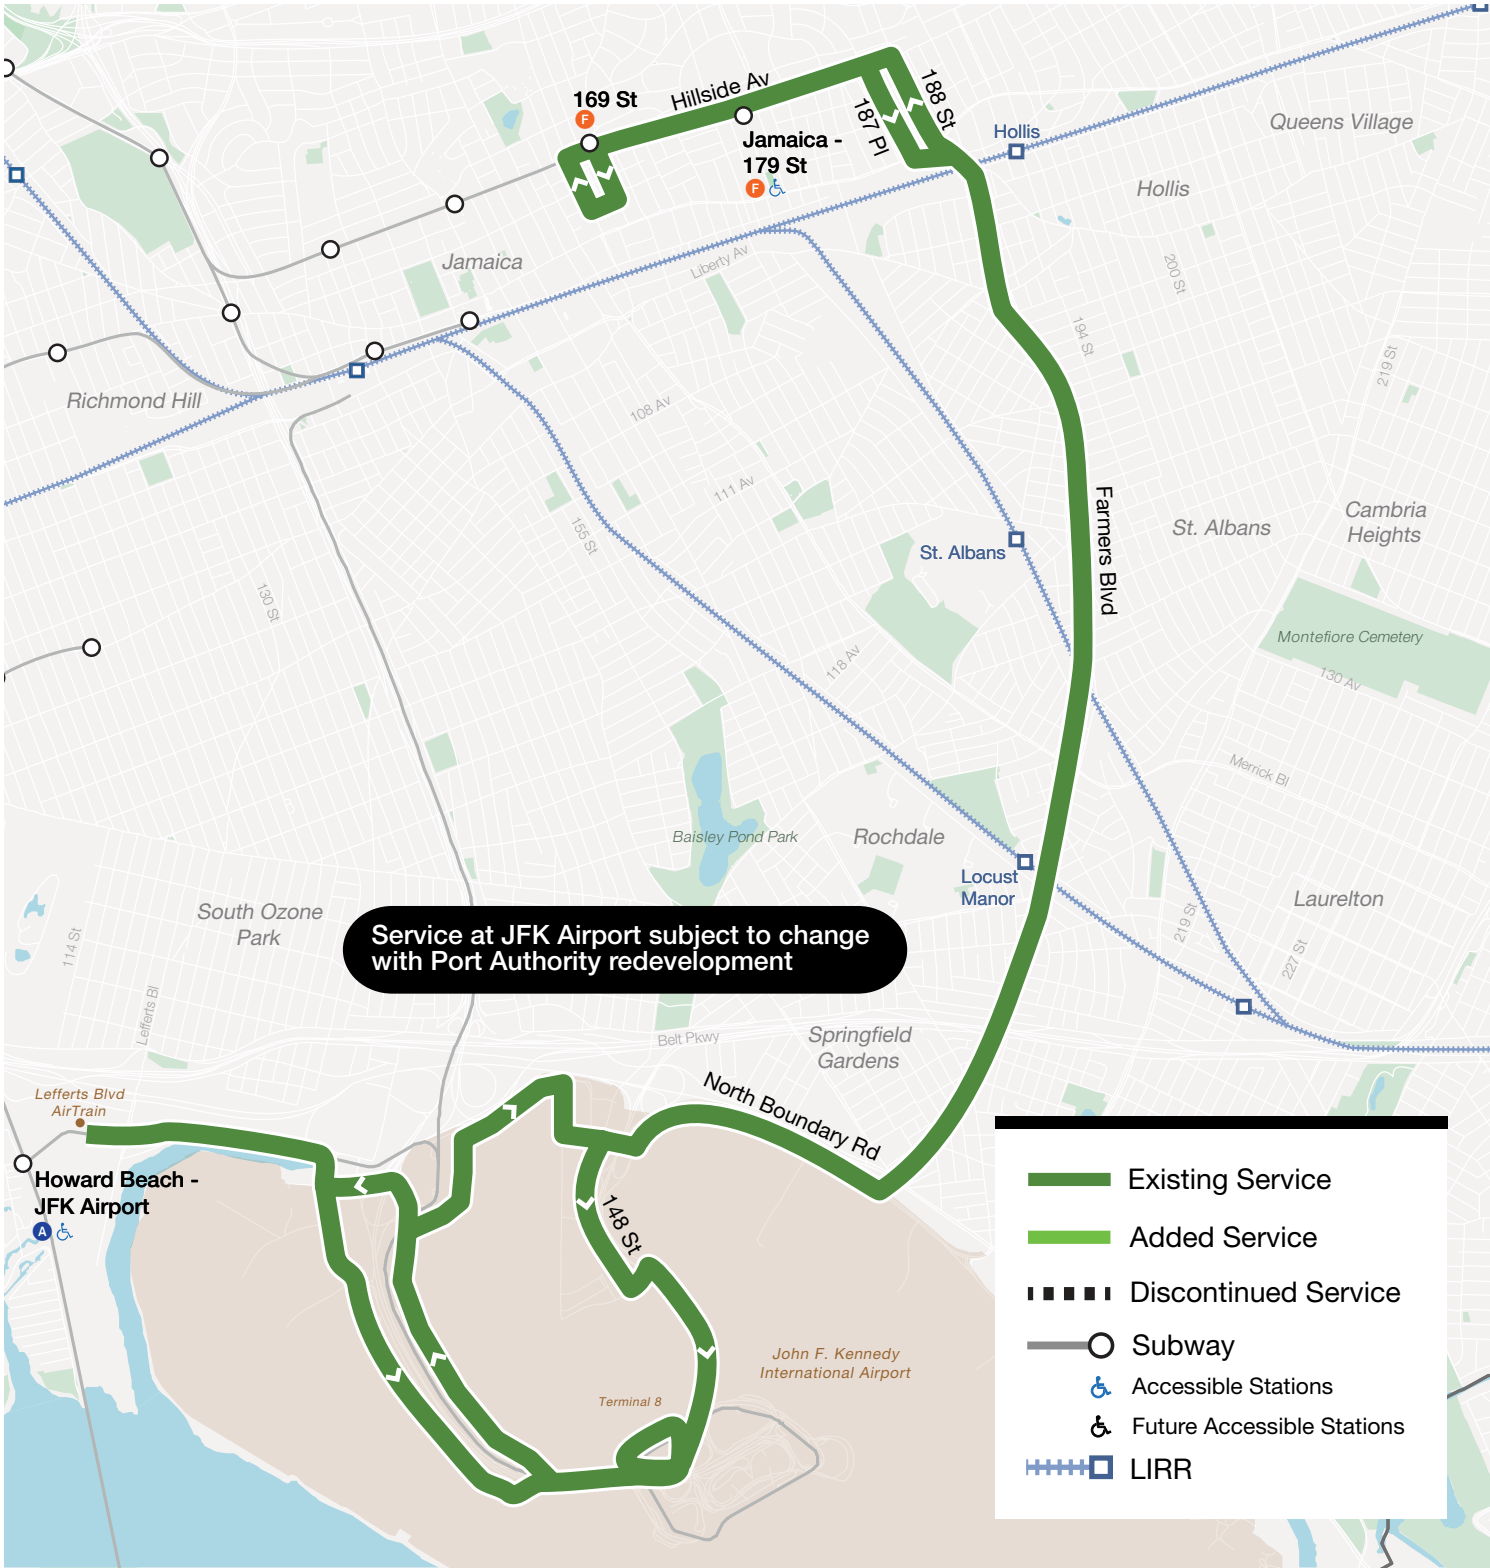 169 St
F
Hillside Av
188 St
187 Pl
Jamaica -
179 St
F
Hollis
Queens Village
Hollis
Jamaica
Liberty Av
200 St
194 St
219 St
Richmond Hill
108 Av
111 Av
155 St
Farmers Blvd
St. Albans
Cambria
Heights
St. Albans
130 St
Montefiore Cemetery
118 Av
130 Av
Merrick Bl
Baisley Pond Park
Rochdale
Locust
Manor
Laurelton
South Ozone
Park
114 St
219 St
227 St
Service at JFK Airport subject to change
with Port Authority redevelopment
Lefferts Bl
Belt Pkwy
Springfield
Gardens
Lefferts Blvd
AirTrain
North Boundary Rd
Howard Beach -
JFK Airport
A
148 St
John F. Kennedy
International Airport
Terminal 8
Existing Service
Added Service
Discontinued Service
Subway
Accessible Stations
Future Accessible Stations
LIRR